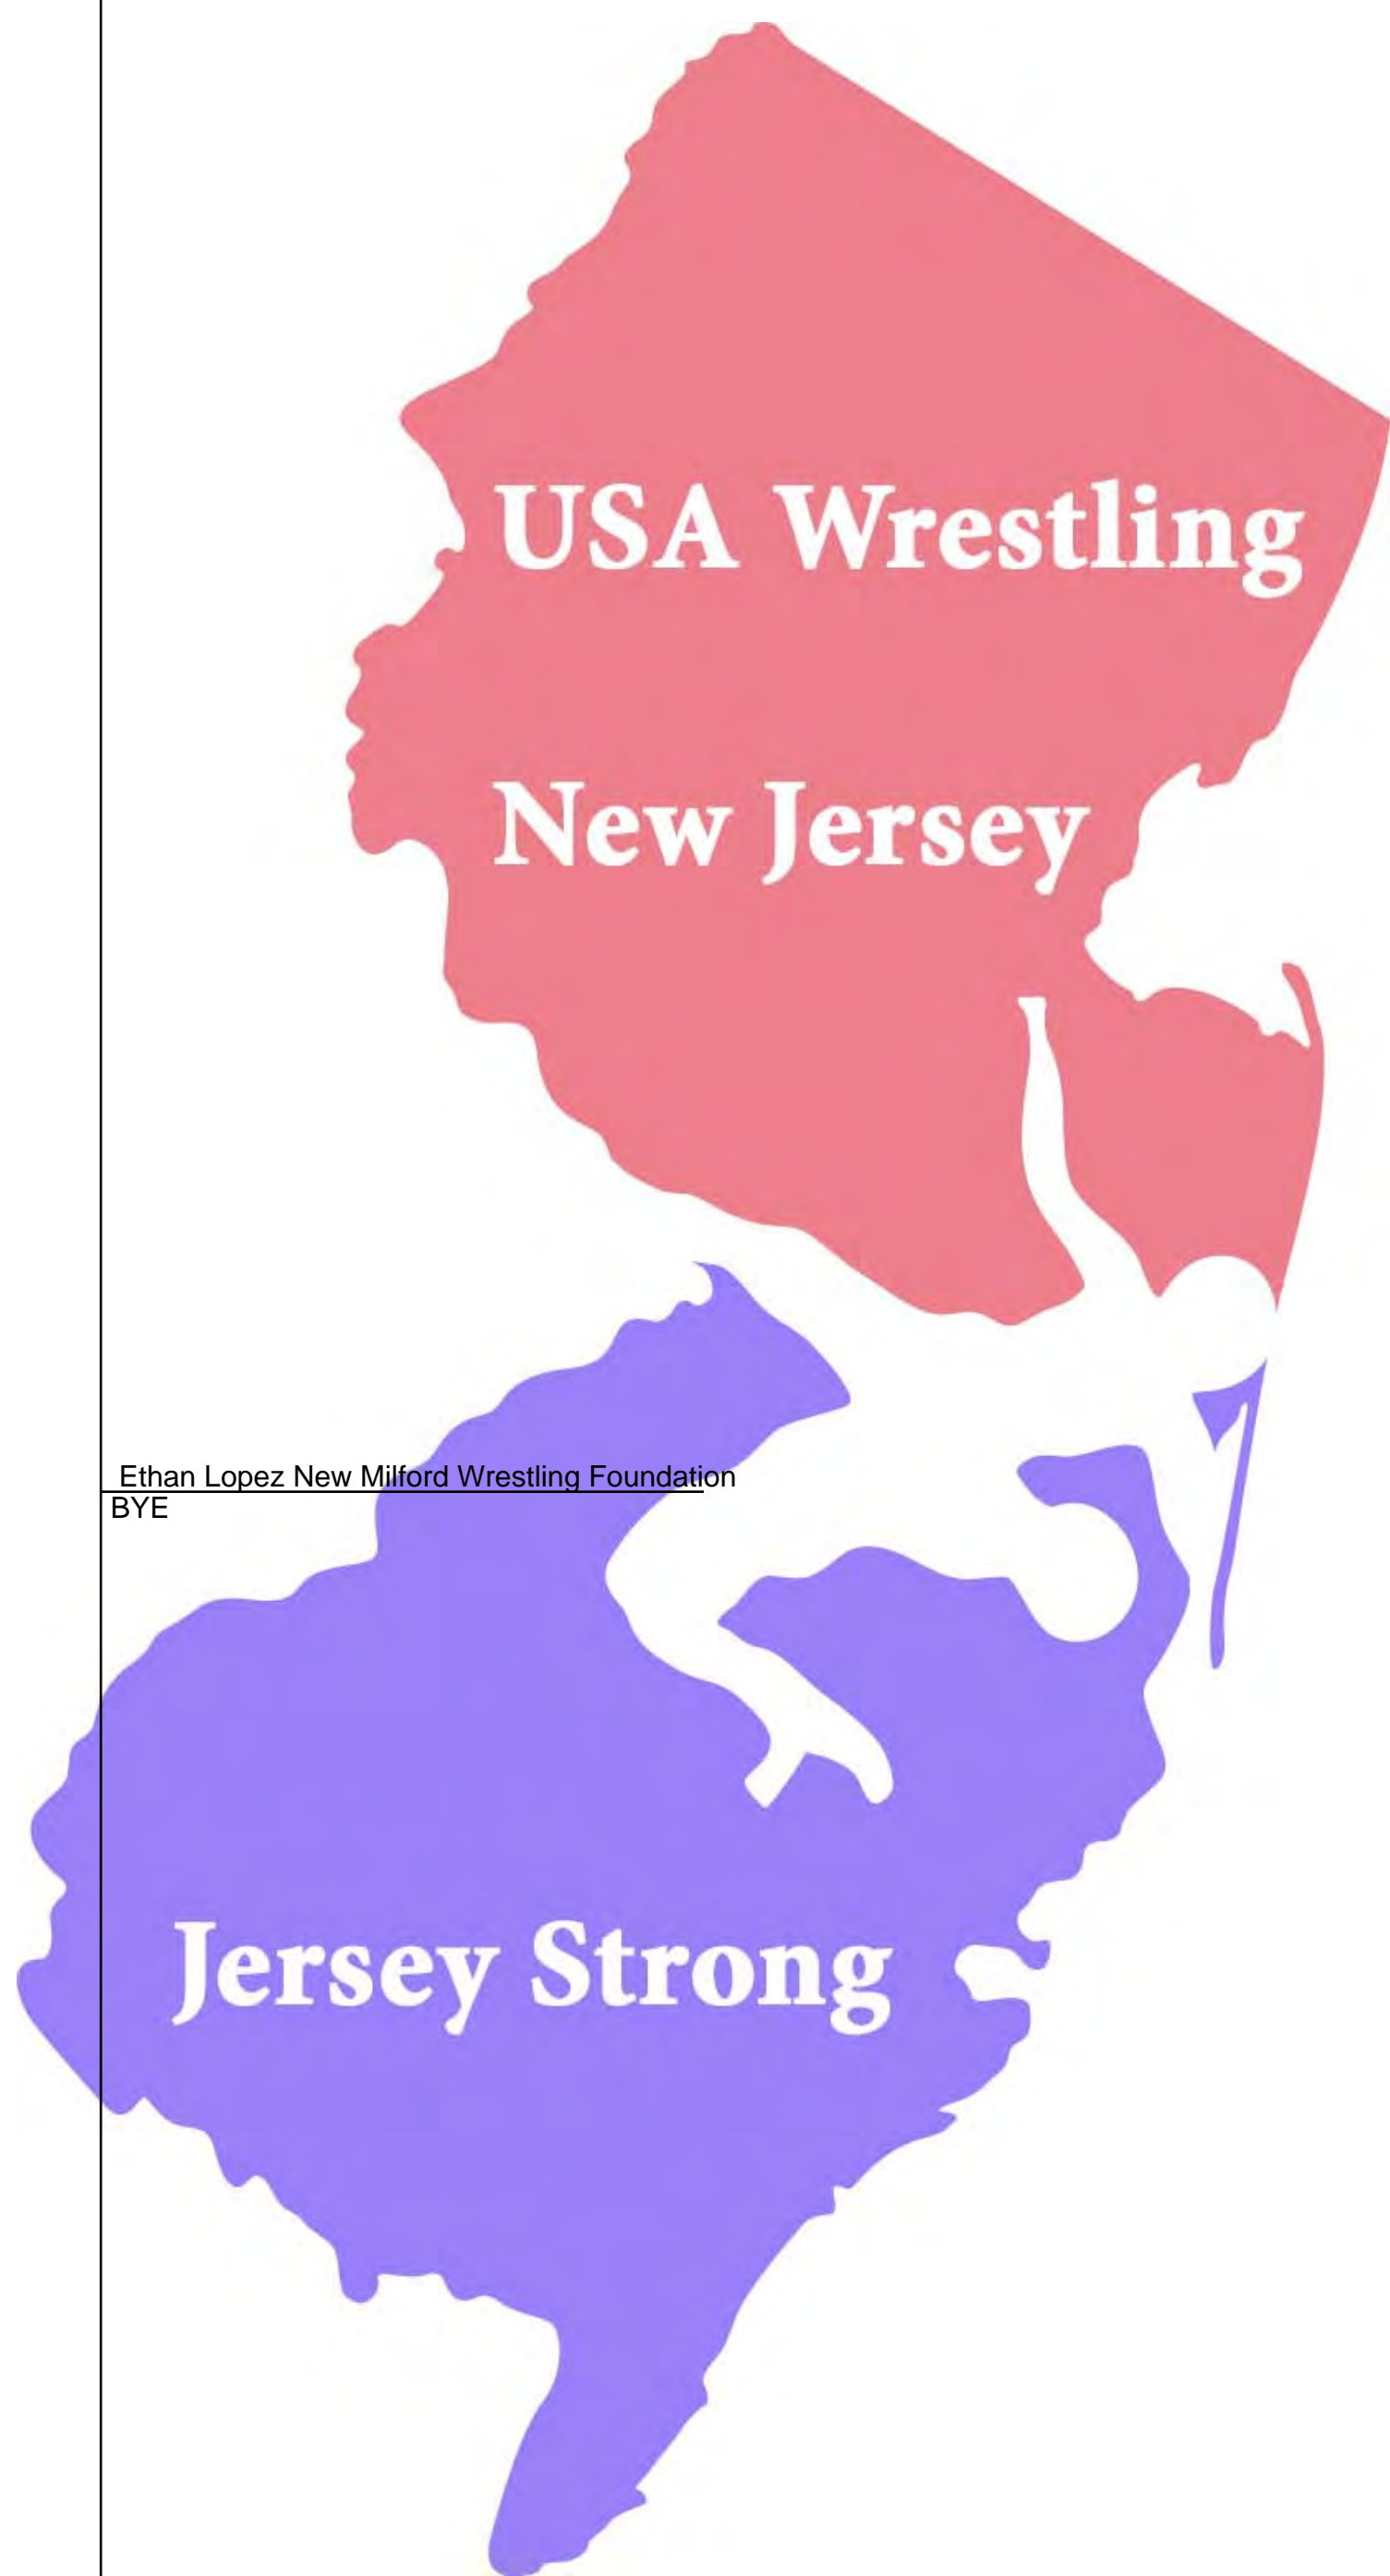 USA Wrestling
New Jersey
Ethan Lopez New Milford Wrestling Foundation
BYE
Jersey Strong